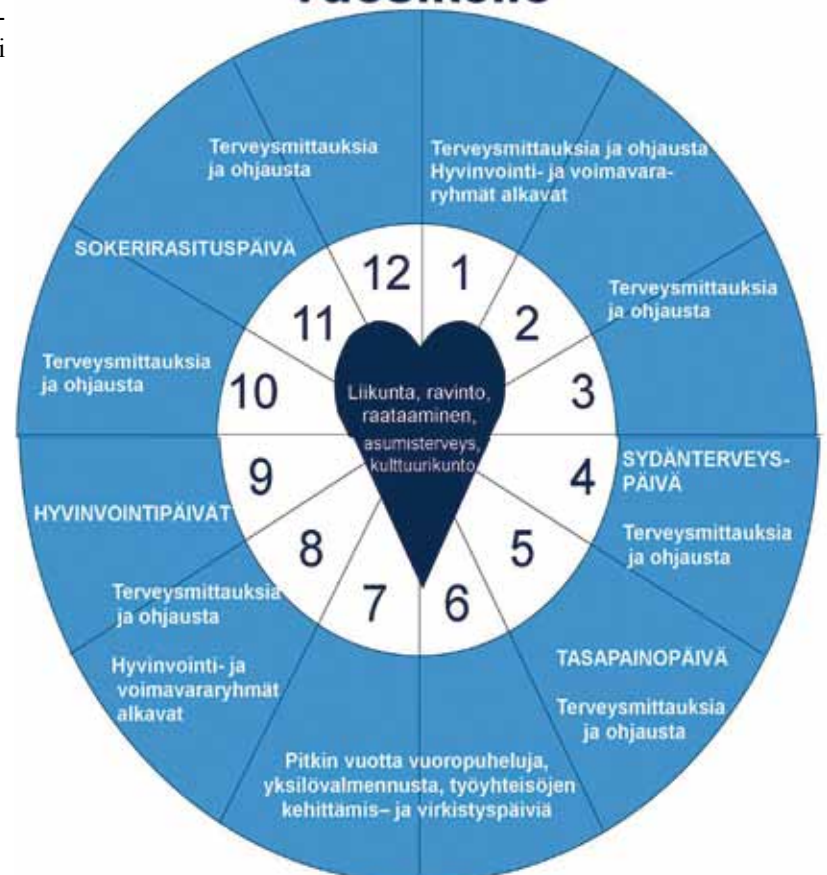 -
i
Vuosikello
Terveysmittauksia
ja ohjausta
Terveysmittauksia ja ohjausta
Hyvinvointi- ja voimavara-
ryhmät alkavat
SOKERIRASITUSPÄIVÄ
Terveysmittauksia
ja ohjausta
Terveysmittauksia
ja ohjausta
12
1
11
2
10
3
9
4
8
5
7
6
Liikunta, ravinto,
raataaminen,
asumisterveys,
kulttuurikunto
SYDÄNTERVEYS-
PÄIVÄ
Terveysmittauksia
ja ohjausta
HYVINVOINTIPÄIVÄT
Terveysmittauksia
ja ohjausta
Hyvinvointi- ja
voimavararyhmät
alkavat
TASAPAINOPÄIVÄ
Terveysmittauksia
ja ohjausta
Pitkin vuotta vuoropuheluja,
yksilövalmennusta, työyhteisöjen
kehittämis– ja virkistyspäiviä